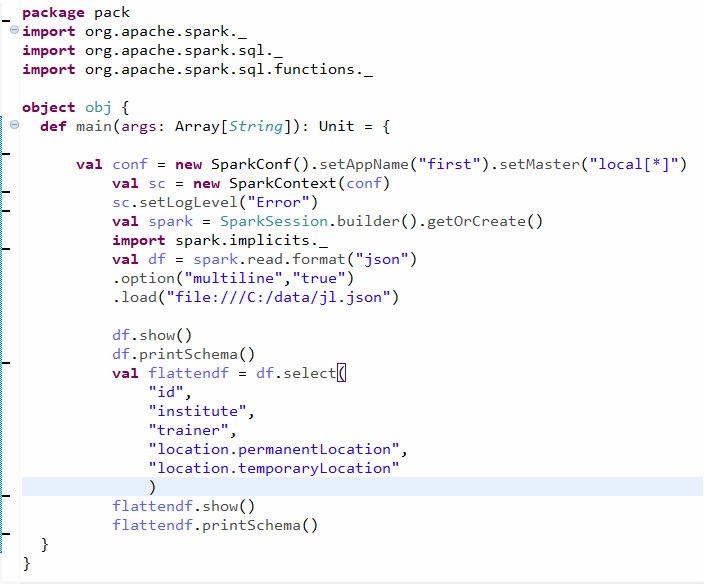 package pack
import org.apache.spark._
import org.apache.spark.sql._
import org.apache.spark.sql.functions._
object obj {
def main(args: Array[String]): Unit = {
val conf = new SparkConf().setAppName("first").setMaster("local[*]")
val sc = new SparkContext(conf)
sc.setLogLevel("Error")
val spark = SparkSession.builder().getOrCreate()
import spark.implicits._
val df = spark.read.format("json")
.option("multiline","true")
.load("file:///C:/data/jl.json")
df.show()
df.printSchema()
val flattendf = df.select(
"id",
"institute",
"trainer",
"location.permanentLocation",
"location.temporaryLocation"
)
flattendf.show()
flattendf.printSchema()
}
}